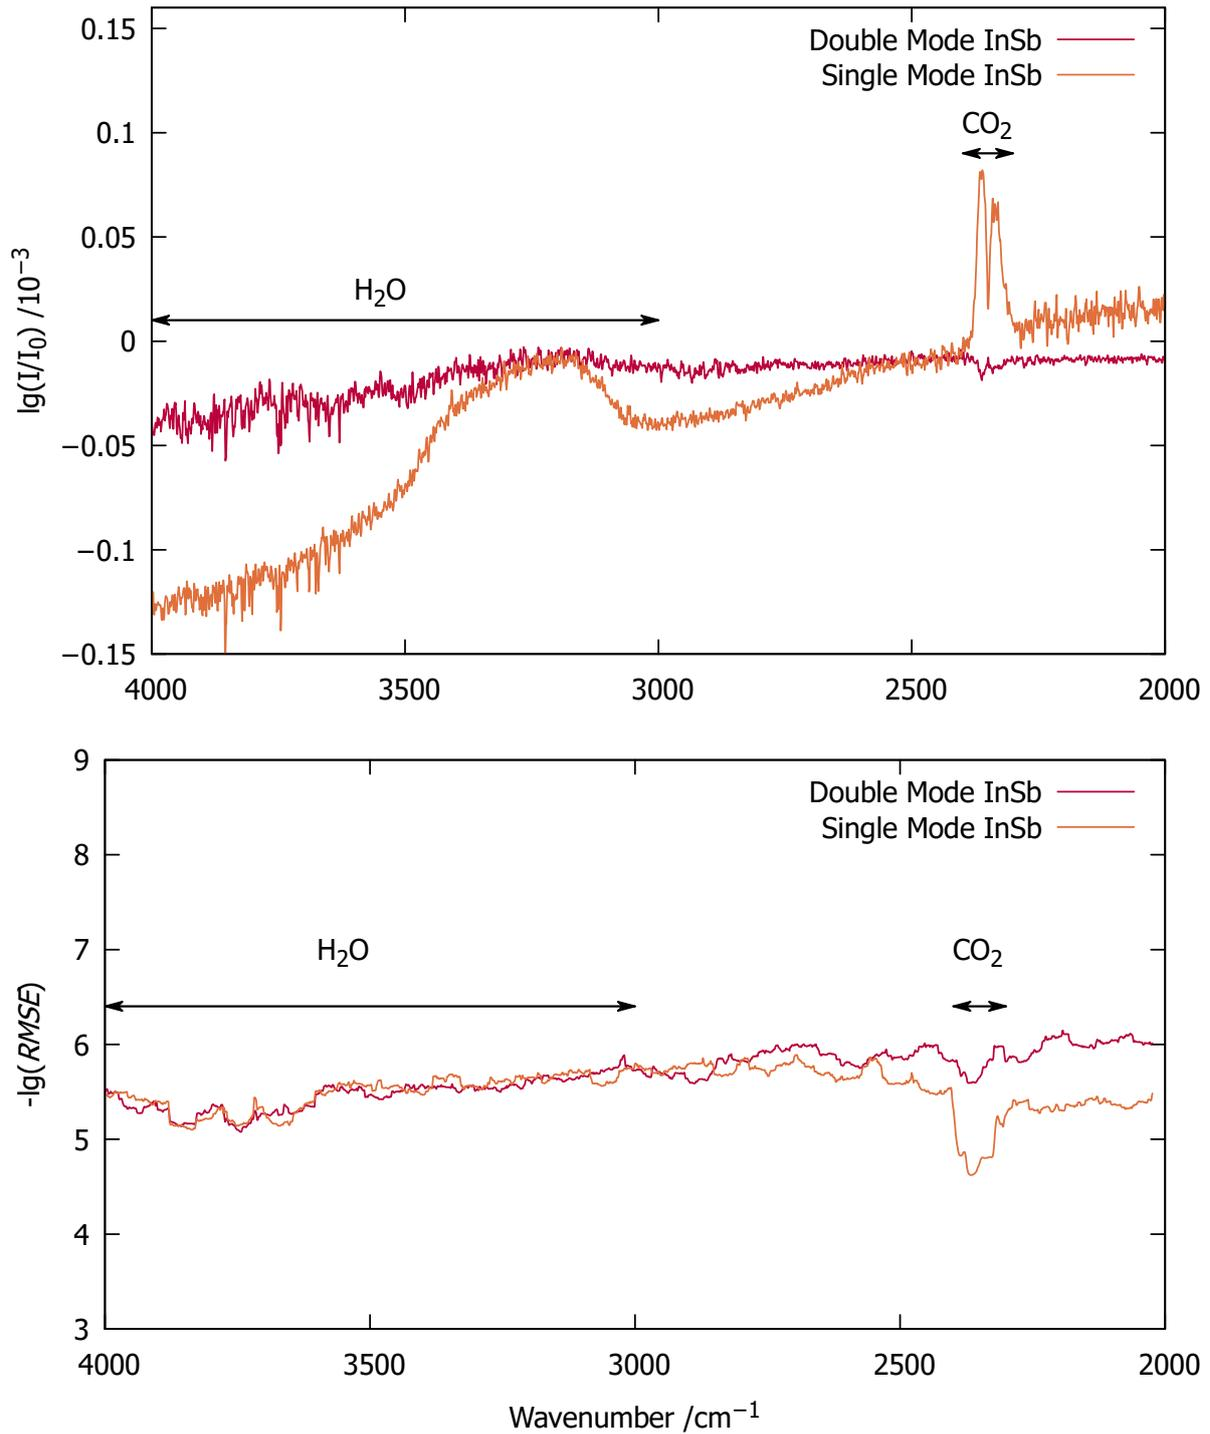 0.15
Double Mode InSb
Single Mode InSb
CO₂
0.1
0.05
H₂O
0
−0.05
−0.1
−0.15
lg(I/I₀) /10⁻³
4000 3500 3000 2500 2000
9
Double Mode InSb
Single Mode InSb
8
7
H₂O CO₂
6
5
4
3
-lg(RMSE)
4000 3500 3000 2500 2000
Wavenumber /cm⁻¹